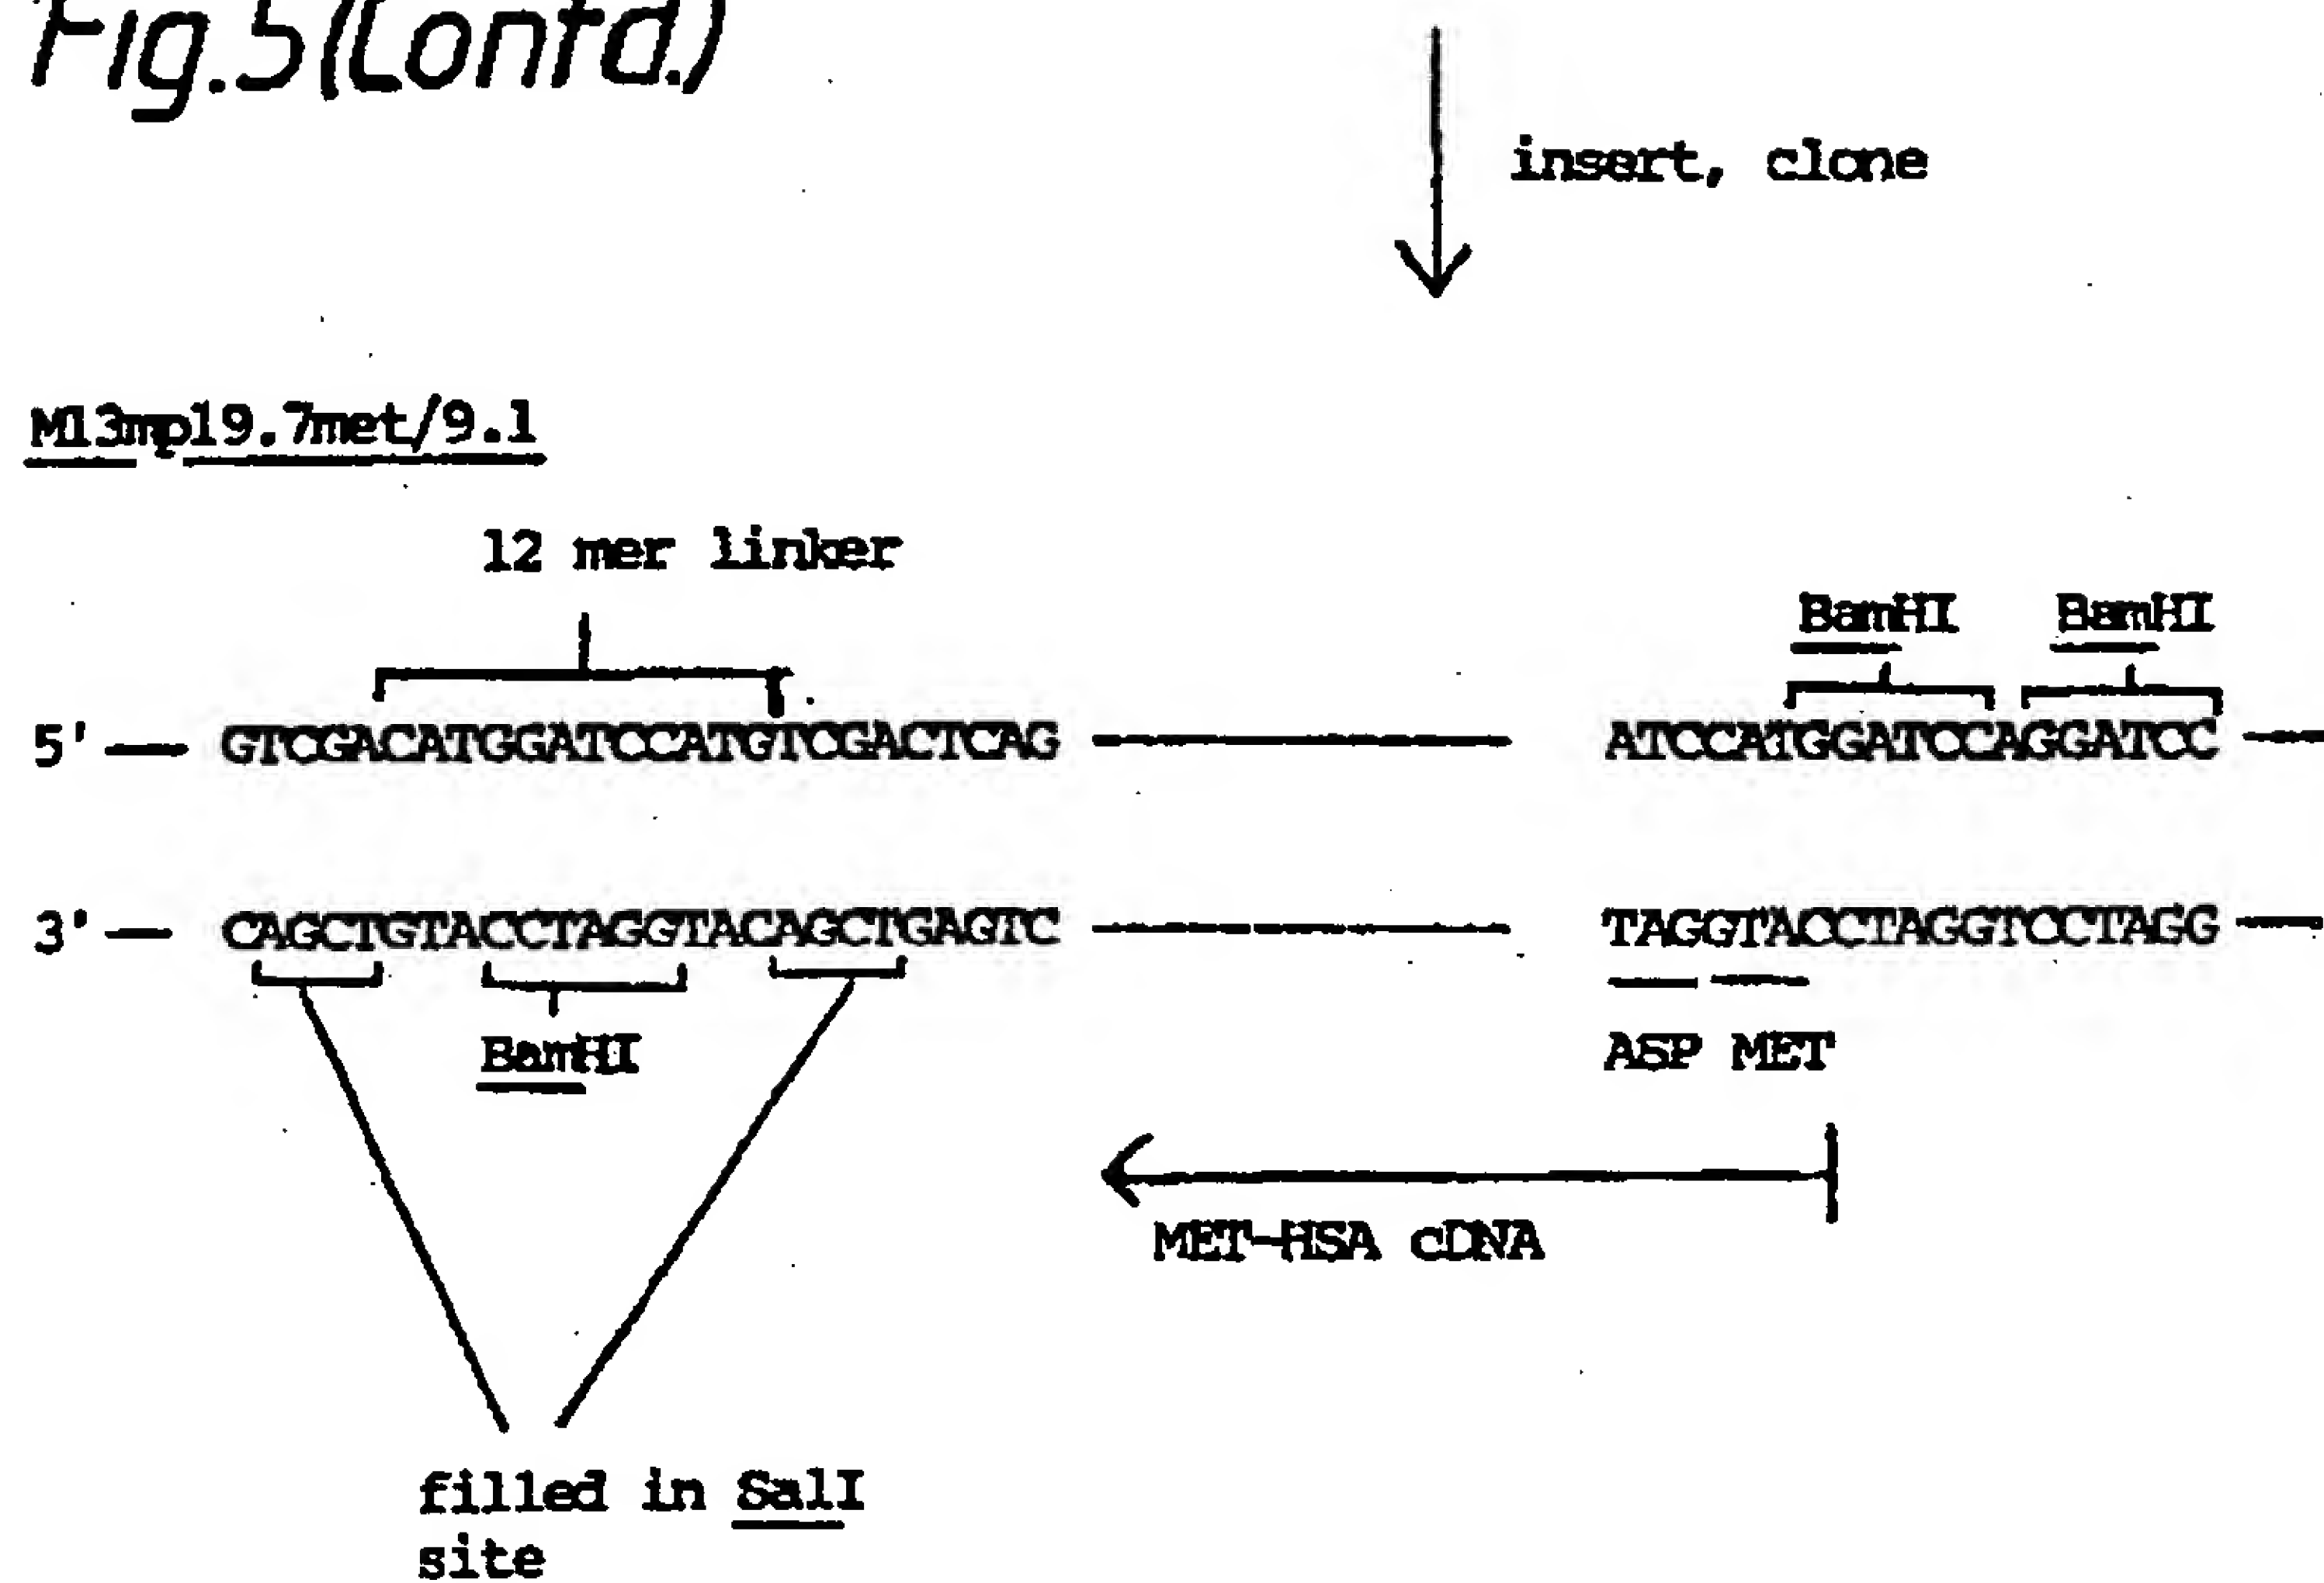 Fig.5(Contd.)
insert, clone
M13mp19.7met/9.1
12 mer linker
BamHI BamHI
5' — GTCGACATGGATCCATGTCGACTCAG — ATCCATGGATCCAGGATCC —
3' — CAGCTGTACCTAGGTACAGCTGAGTC — TAGGTACCTAGGTCCTAGG —
BamHI
ASP MET
MET-HSA cDNA
filled in SalI
site